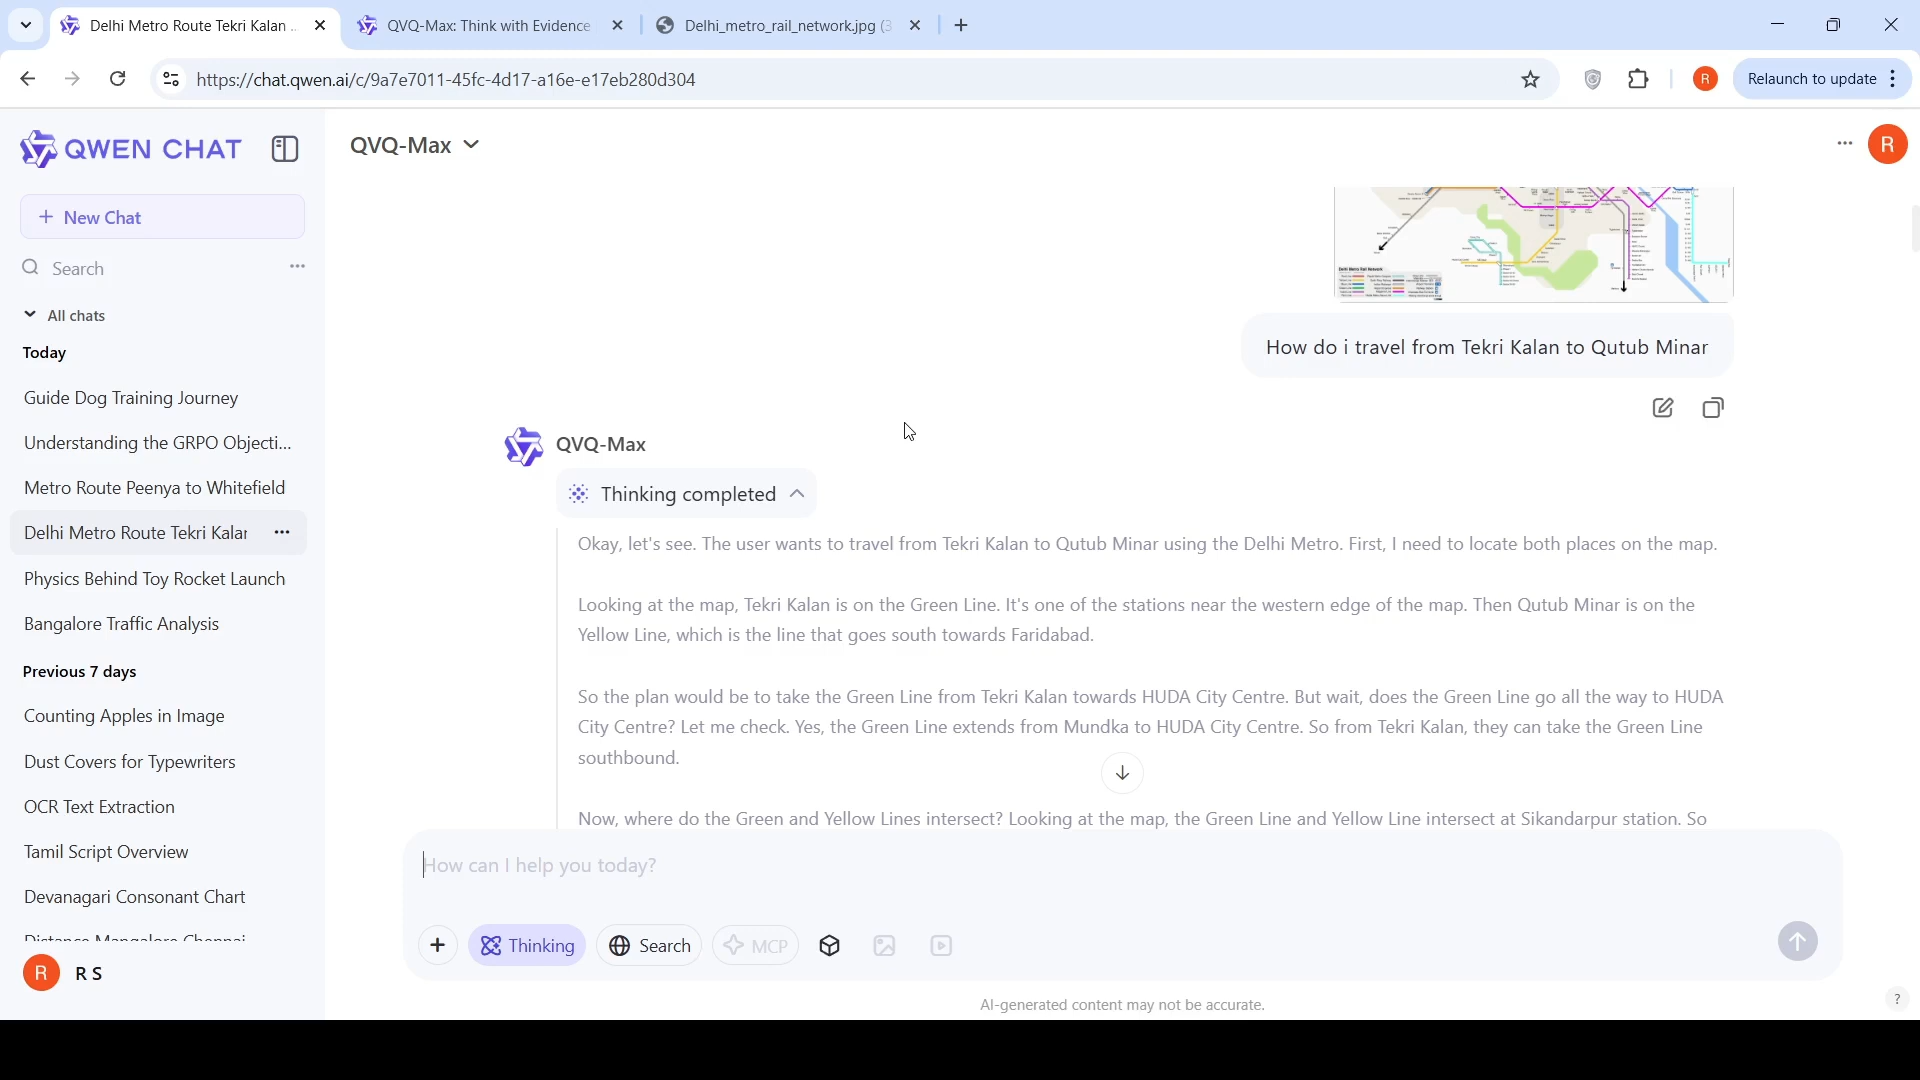 Delhi Metro Route Tekri Kalan ..
QVQ-Max: Think with Evidence
Delhi_metro_rail_network.jpg (3
https://chat.qwen.ai/c/9a7e7011-45fc-4d17-a16e-e17eb280d304
R
Relaunch to update
QWEN CHAT
QVQ-Max
R
New Chat
Search
All chats
Today
Guide Dog Training Journey
Understanding the GRPO Objecti...
Metro Route Peenya to Whitefield
Delhi Metro Route Tekri Kalar
Physics Behind Toy Rocket Launch
Bangalore Traffic Analysis
Previous 7 days
Counting Apples in Image
Dust Covers for Typewriters
OCR Text Extraction
Tamil Script Overview
Devanagari Consonant Chart
Distance Mangalore Chennai
R
R S
Delhi Metro Rail Network
How do i travel from Tekri Kalan to Qutub Minar
QVQ-Max
Thinking completed
Okay, let's see. The user wants to travel from Tekri Kalan to Qutub Minar using the Delhi Metro. First, I need to locate both places on the map.
Looking at the map, Tekri Kalan is on the Green Line. It's one of the stations near the western edge of the map. Then Qutub Minar is on the
Yellow Line, which is the line that goes south towards Faridabad.
So the plan would be to take the Green Line from Tekri Kalan towards HUDA City Centre. But wait, does the Green Line go all the way to HUDA
City Centre? Let me check. Yes, the Green Line extends from Mundka to HUDA City Centre. So from Tekri Kalan, they can take the Green Line
southbound.
Now, where do the Green and Yellow Lines intersect? Looking at the map, the Green Line and Yellow Line intersect at Sikandarpur station. So
How can I help you today?
Thinking
Search
MCP
AI-generated content may not be accurate.
?